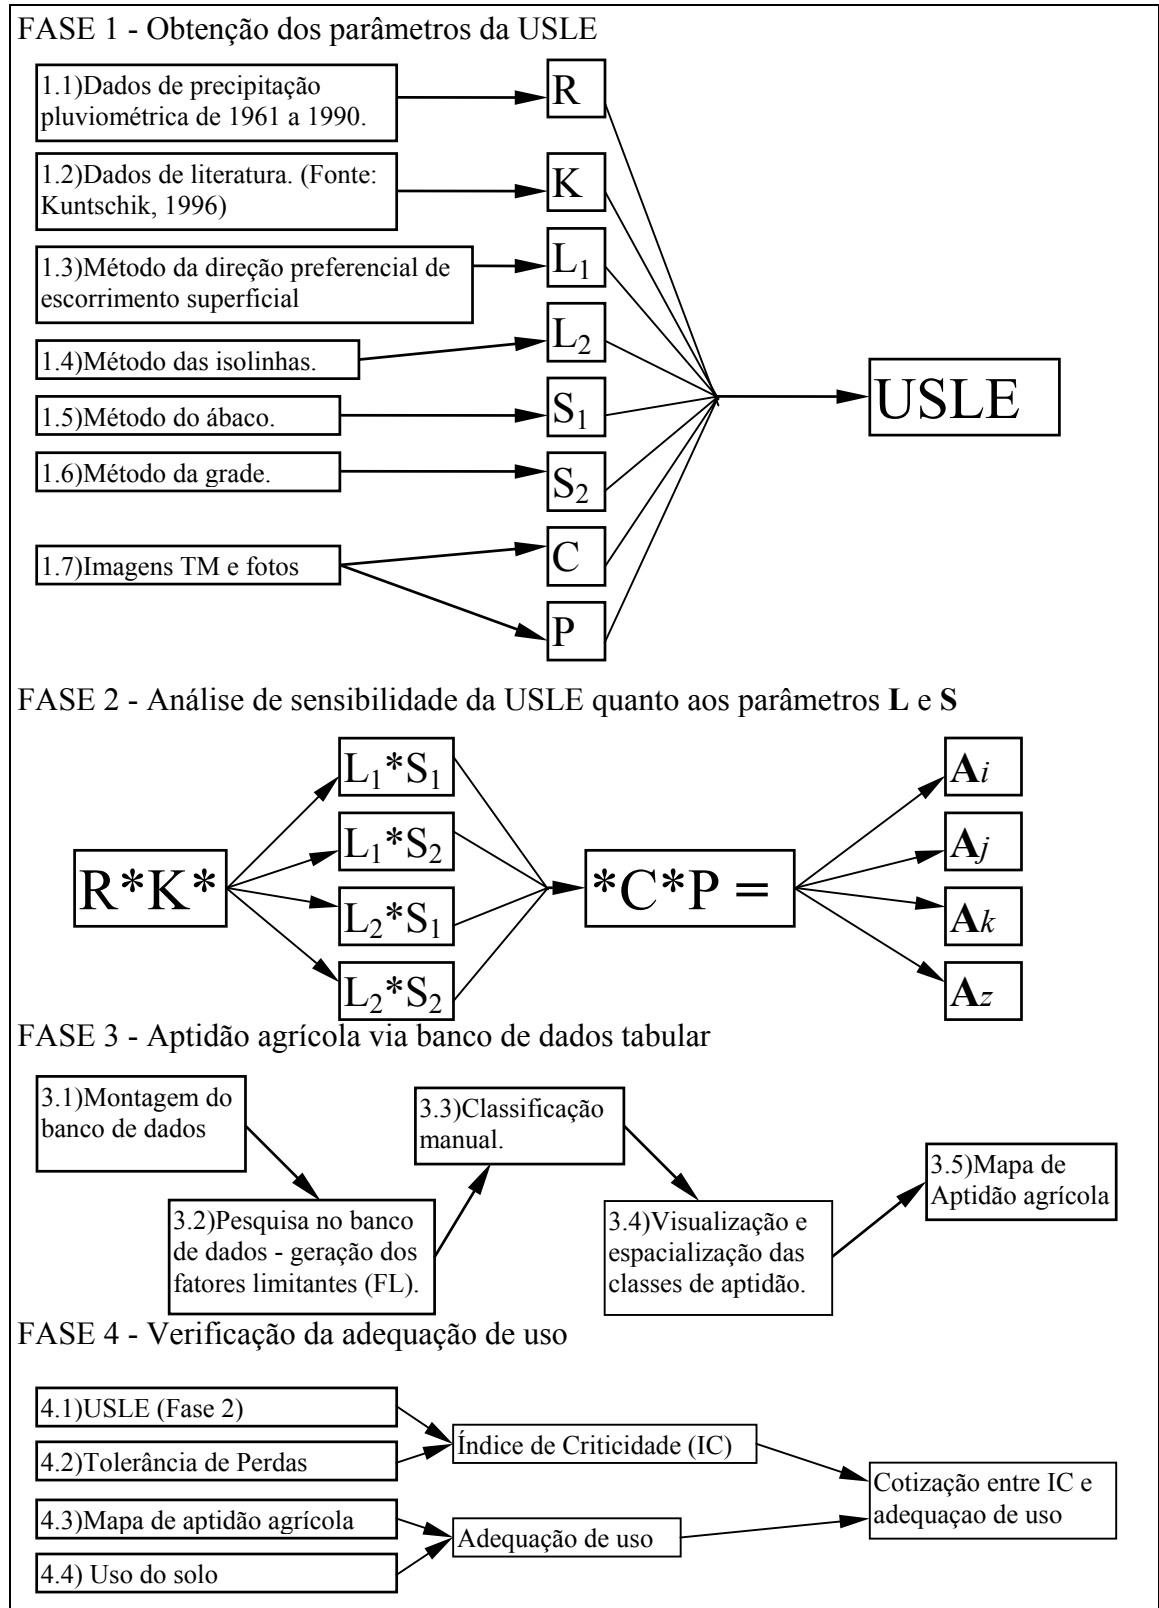 FASE 1 - Obtenção dos parâmetros da USLE
1.1)Dados de precipitação
pluviométrica de 1961 a 1990.
R
1.2)Dados de literatura. (Fonte:
Kuntschik, 1996)
K
1.3)Método da direção preferencial de
escorrimento superficial
L1
1.4)Método das isolinhas.
L2
1.5)Método do ábaco.
S1
1.6)Método da grade.
S2
1.7)Imagens TM e fotos
C
P
USLE
FASE 2 - Análise de sensibilidade da USLE quanto aos parâmetros L e S
R*K*
L1*S1
L1*S2
L2*S1
L2*S2
*C*P =
Ai
Aj
Ak
Az
FASE 3 - Aptidão agrícola via banco de dados tabular
3.1)Montagem do
banco de dados
3.2)Pesquisa no banco
de dados - geração dos
fatores limitantes (FL).
3.3)Classificação
manual.
3.4)Visualização e
espacialização das
classes de aptidão.
3.5)Mapa de
Aptidão agrícola
FASE 4 - Verificação da adequação de uso
4.1)USLE (Fase 2)
4.2)Tolerância de Perdas
Índice de Criticidade (IC)
4.3)Mapa de aptidão agrícola
4.4) Uso do solo
Adequação de uso
Cotização entre IC e
adequaçao de uso